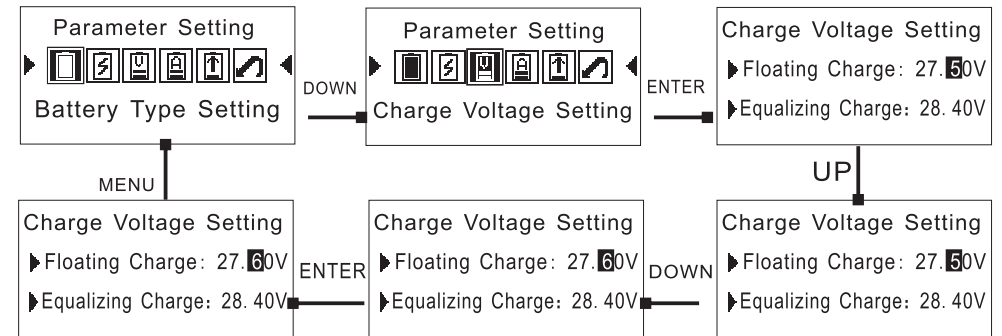 Parameter Setting
Battery Type Setting
DOWN
Parameter Setting
Charge Voltage Setting
ENTER
Charge Voltage Setting
Floating Charge: 27.50V
Equalizing Charge: 28.40V
UP
MENU
Charge Voltage Setting
Floating Charge: 27.60V
Equalizing Charge: 28.40V
ENTER
Charge Voltage Setting
Floating Charge: 27.60V
Equalizing Charge: 28.40V
DOWN
Charge Voltage Setting
Floating Charge: 27.50V
Equalizing Charge: 28.40V